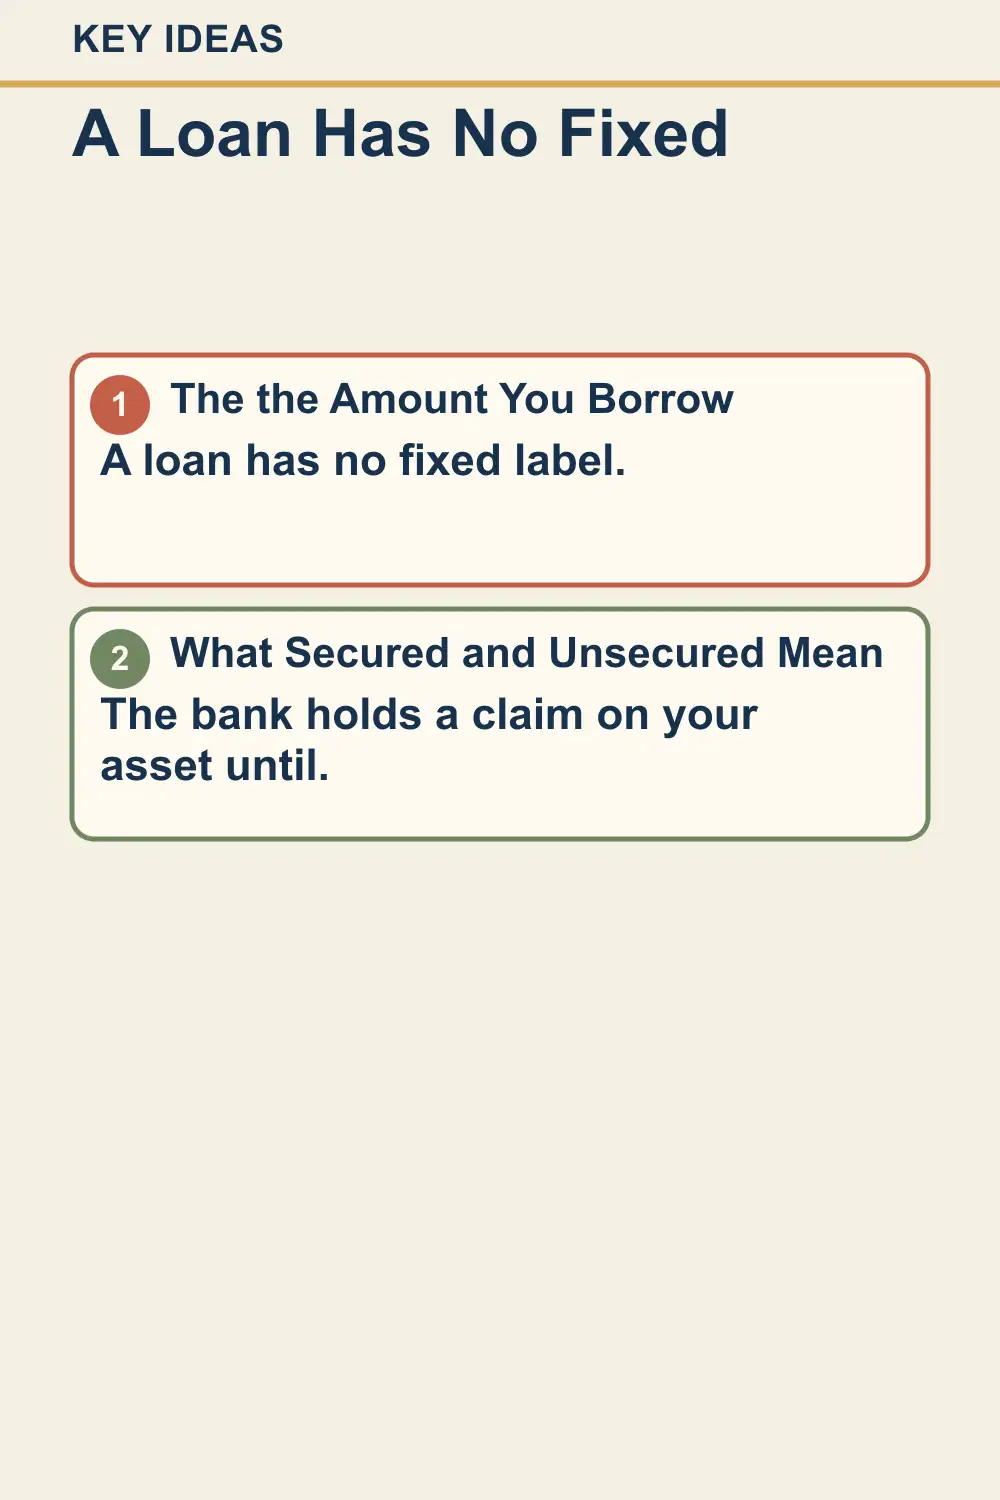 KEY IDEAS
A Loan Has No Fixed
1 The the Amount You Borrow
A loan has no fixed label.
2 What Secured and Unsecured Mean
The bank holds a claim on your
asset until.